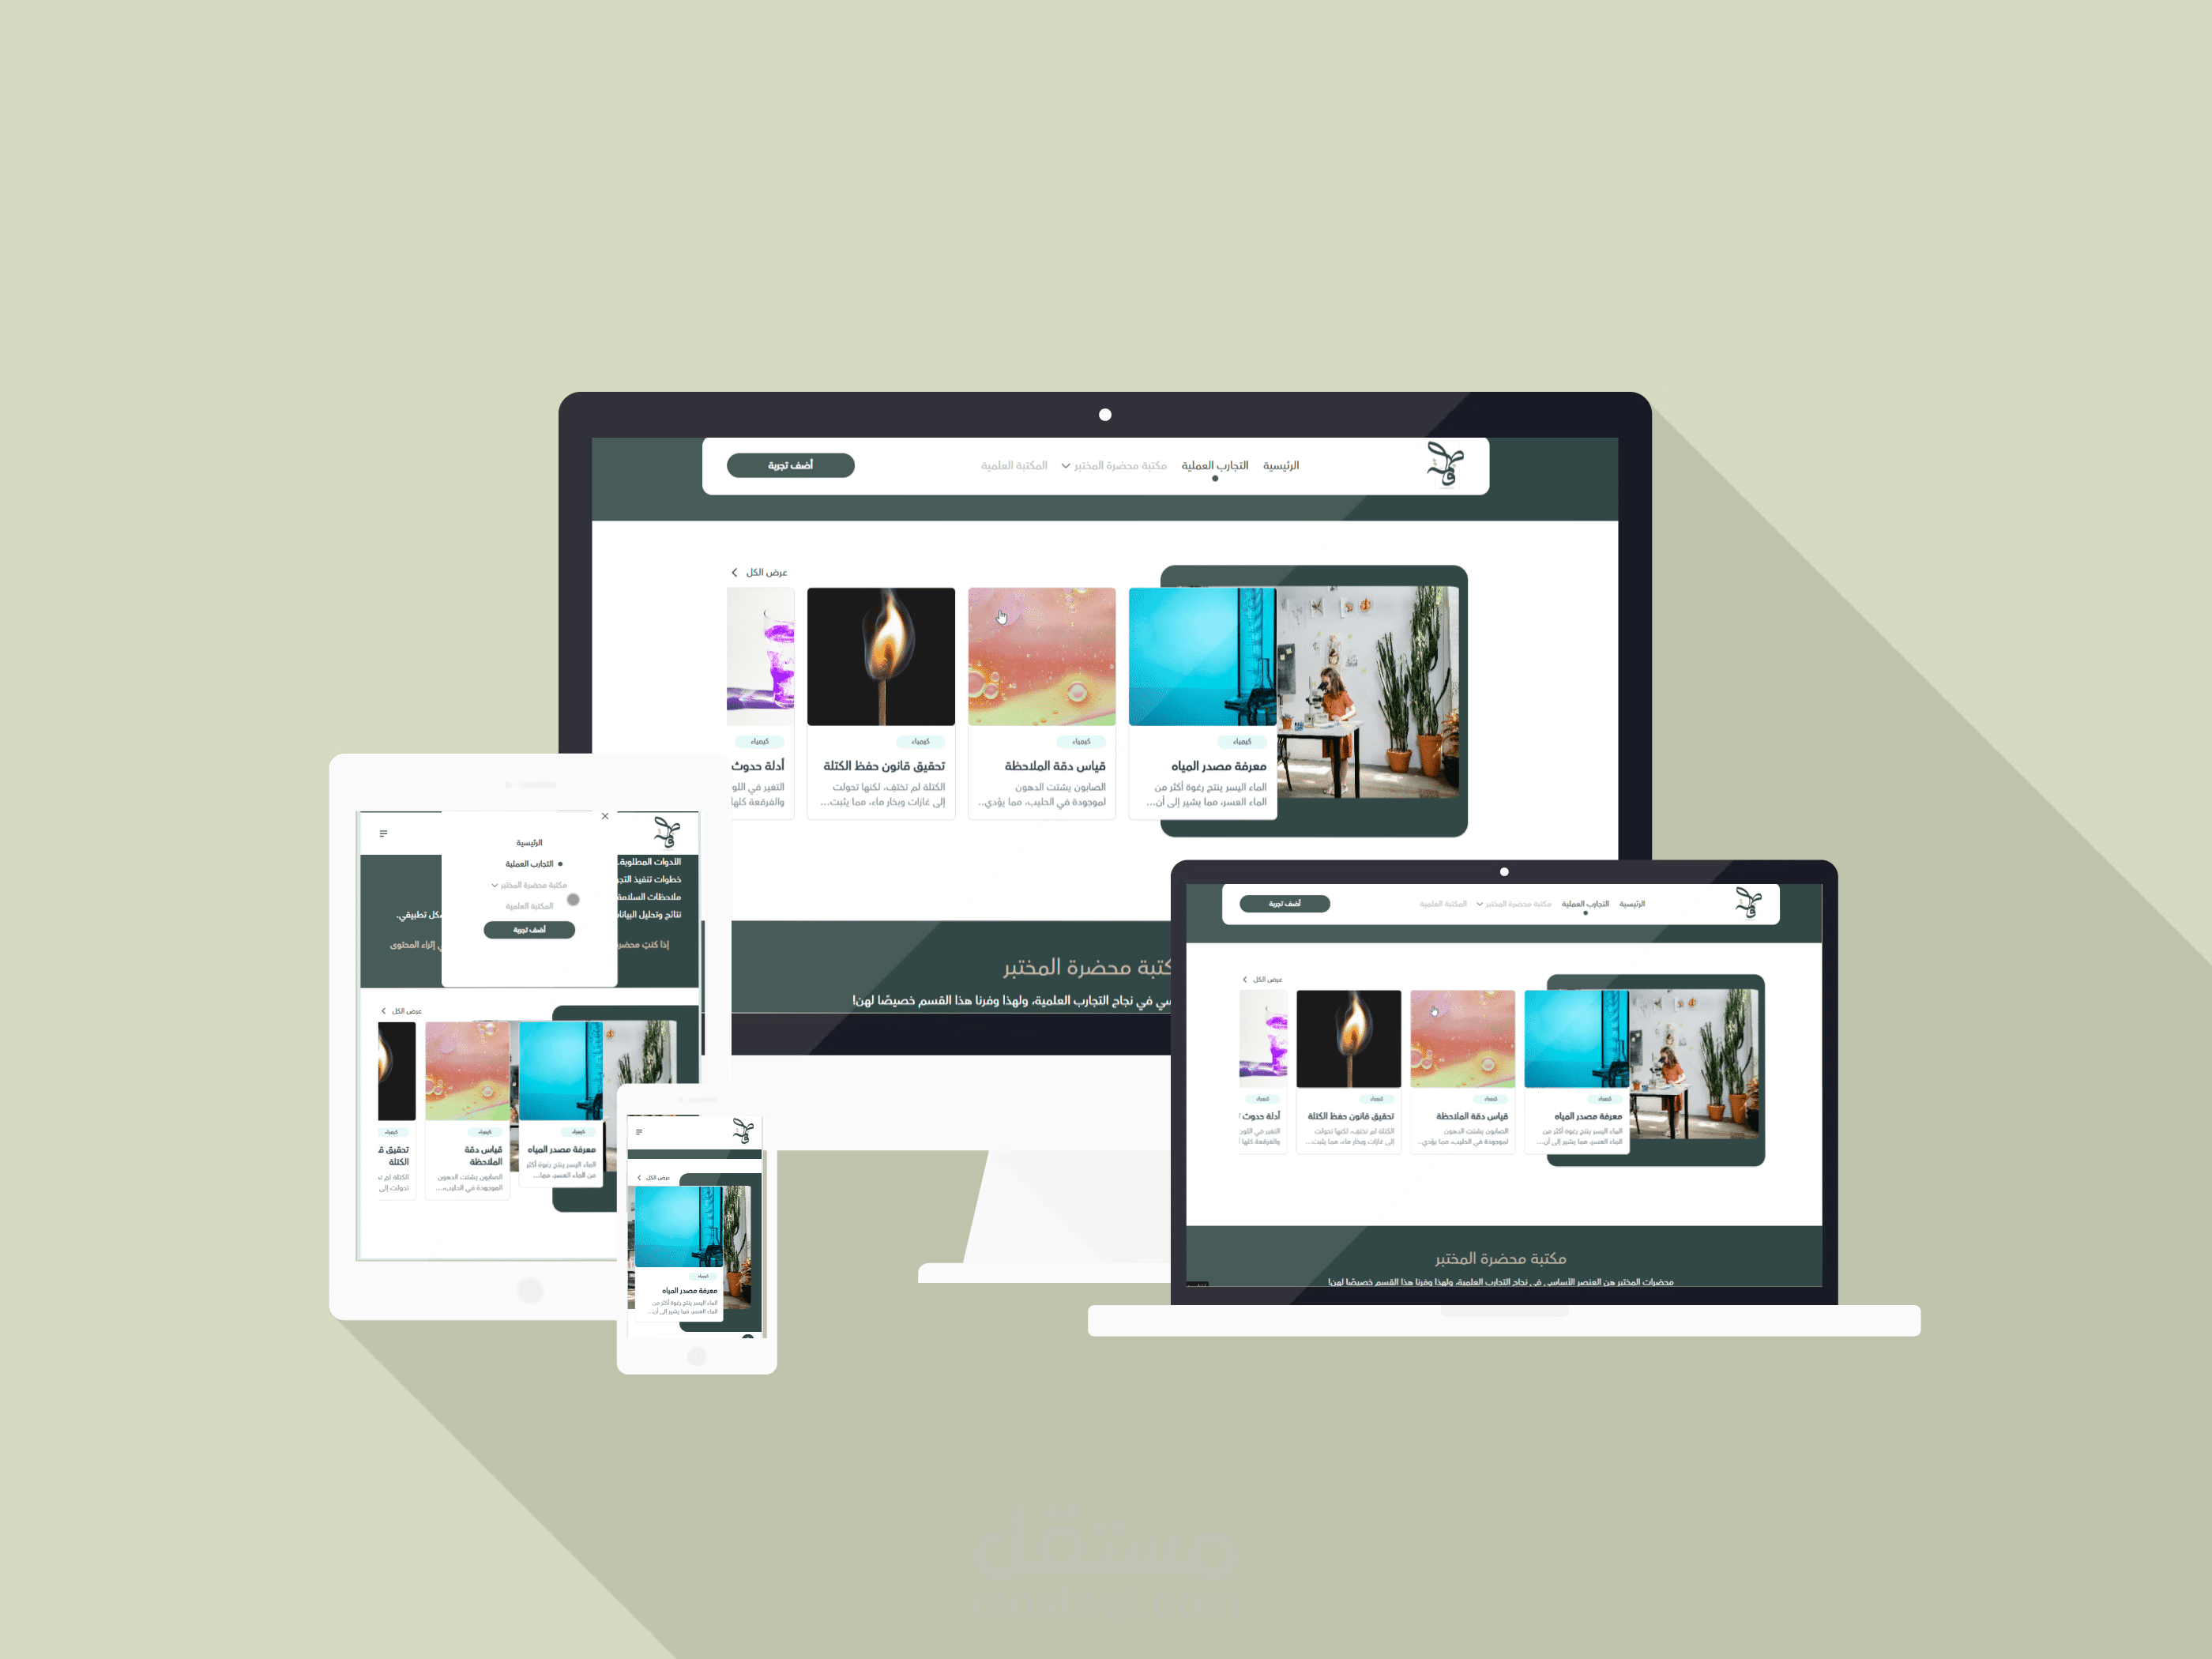 الرئيسية
التجارب العملية
مكتبة محضرة المختبر
المكتبة العلمية
أضف تجربة
عرض الكل
كيمياء
معرفة مصدر المياه
الماء اليسر ينتج رغوة أكثر من
الماء العسر، مما يشير إلى أن...
كيمياء
قياس دقة الملاحظة
الصابون يشتت الدهون
لموجودة في الحليب، مما يؤدي..
كيمياء
تحقيق قانون حفظ الكتلة
الكتلة لم تختفِ، لكنها تحولت
إلى غازات وبخار ماء، مما يثبت...
كيمياء
أدلة حدوث
التغير في اللو
والفرقعة كلها
كتبة محضرة المختبر
سي في نجاح التجارب العلمية، ولهذا وفرنا هذا القسم خصيصًا لهن!
الرئيسية
التجارب العملية
مكتبة محضرة المختبر
المكتبة العلمية
أضف تجربة
الأدوات المطلوبة.
خطوات تنفيذ التجر
ملاحظات السلامة
نتائج وتحليل البيانات
كل تطبيقي.
إذا كنتِ محضر
ي إثراء المحتوى
عرض الكل
كيمياء
معرفة مصدر المياه
الماء اليسر ينتج رغوة أكثر
من الماء العسر، مما...
كيمياء
قياس دقة
الملاحظة
الصابون يشتت الدهون
الموجودة في الحليب،...
كيمياء
تحقيق ق
الكتلة
الكتلة لم ت
تحولت إلى
عرض الكل
كيمياء
معرفة مصدر المياه
الماء اليسر ينتج رغوة أكثر من
الماء العسر، مما يشير إلى أن...
الرئيسية
التجارب العملية
مكتبة محضرة المختبر
المكتبة العلمية
أضف تجربة
عرض الكل
كيمياء
معرفة مصدر المياه
الماء اليسر ينتج رغوة أكثر من
الماء العسر، مما يشير إلى أن...
كيمياء
قياس دقة الملاحظة
الصابون يشتت الدهون
لموجودة في الحليب، مما يؤدي..
كيمياء
تحقيق قانون حفظ الكتلة
الكتلة لم تختفِ، لكنها تحولت
إلى غازات وبخار ماء، مما يثبت...
كيمياء
أدلة حدوث
التغير في اللون
والفرقعة كلها
مكتبة محضرة المختبر
محضرات المختبر هن العنصر الأساسي في نجاح التجارب العلمية، ولهذا وفرنا هذا القسم خصيصًا لهن!
مستقل
mostaql.com